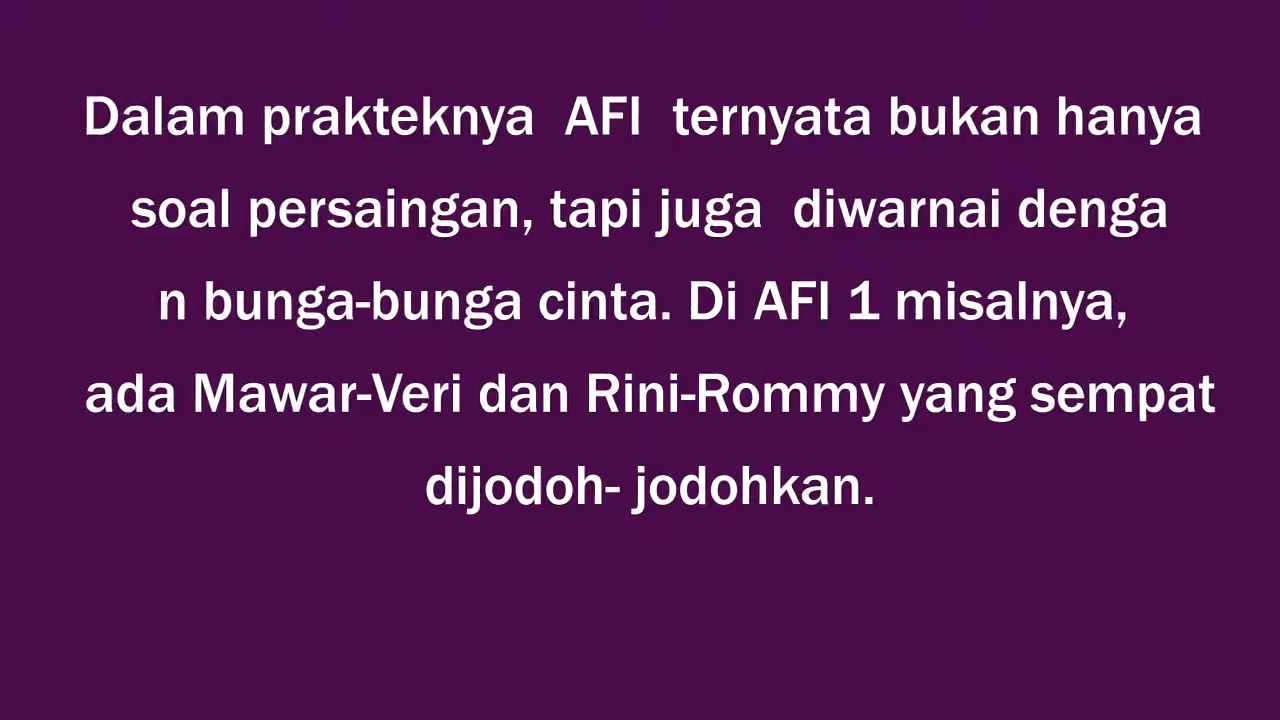 Dalam prakteknya  AFI  ternyata bukan hanya
soal persaingan, tapi juga  diwarnai denga
n bunga-bunga cinta. Di AFI 1 misalnya,
ada Mawar-Veri dan Rini-Rommy yang sempat
dijodoh- jodohkan.